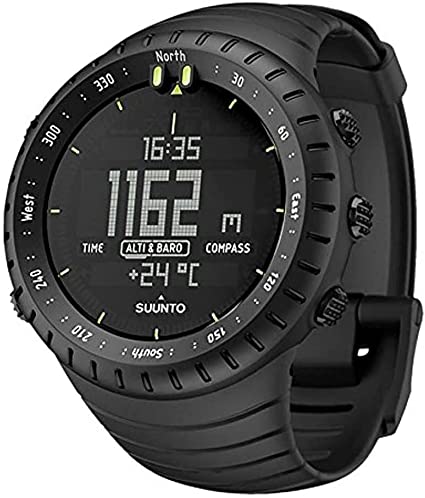 North
30
60
East
120
150
South
210
240
West
300
330
16:35
1162 m
TIME ALTI & BARO COMPASS
+24 °C
SUUNTO